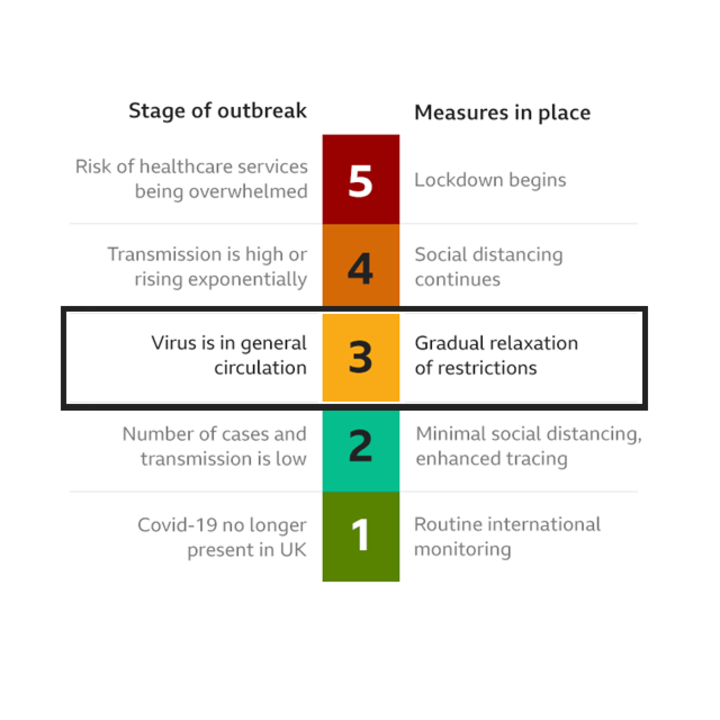 Stage of outbreak
Measures in place
Risk of healthcare services
being overwhelmed
5
Lockdown begins
Transmission is high or
rising exponentially
4
Social distancing
continues
Virus is in general
circulation
3
Gradual relaxation
of restrictions
Number of cases and
transmission is low
2
Minimal social distancing,
enhanced tracing
Covid-19 no longer
present in UK
1
Routine international
monitoring